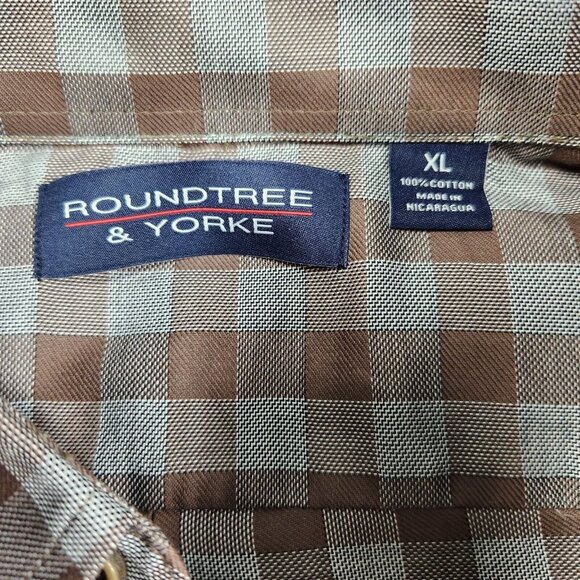 ROUNDTREE
& YORKE
XL
100% COTTON
MADE IN
NICARAGUA